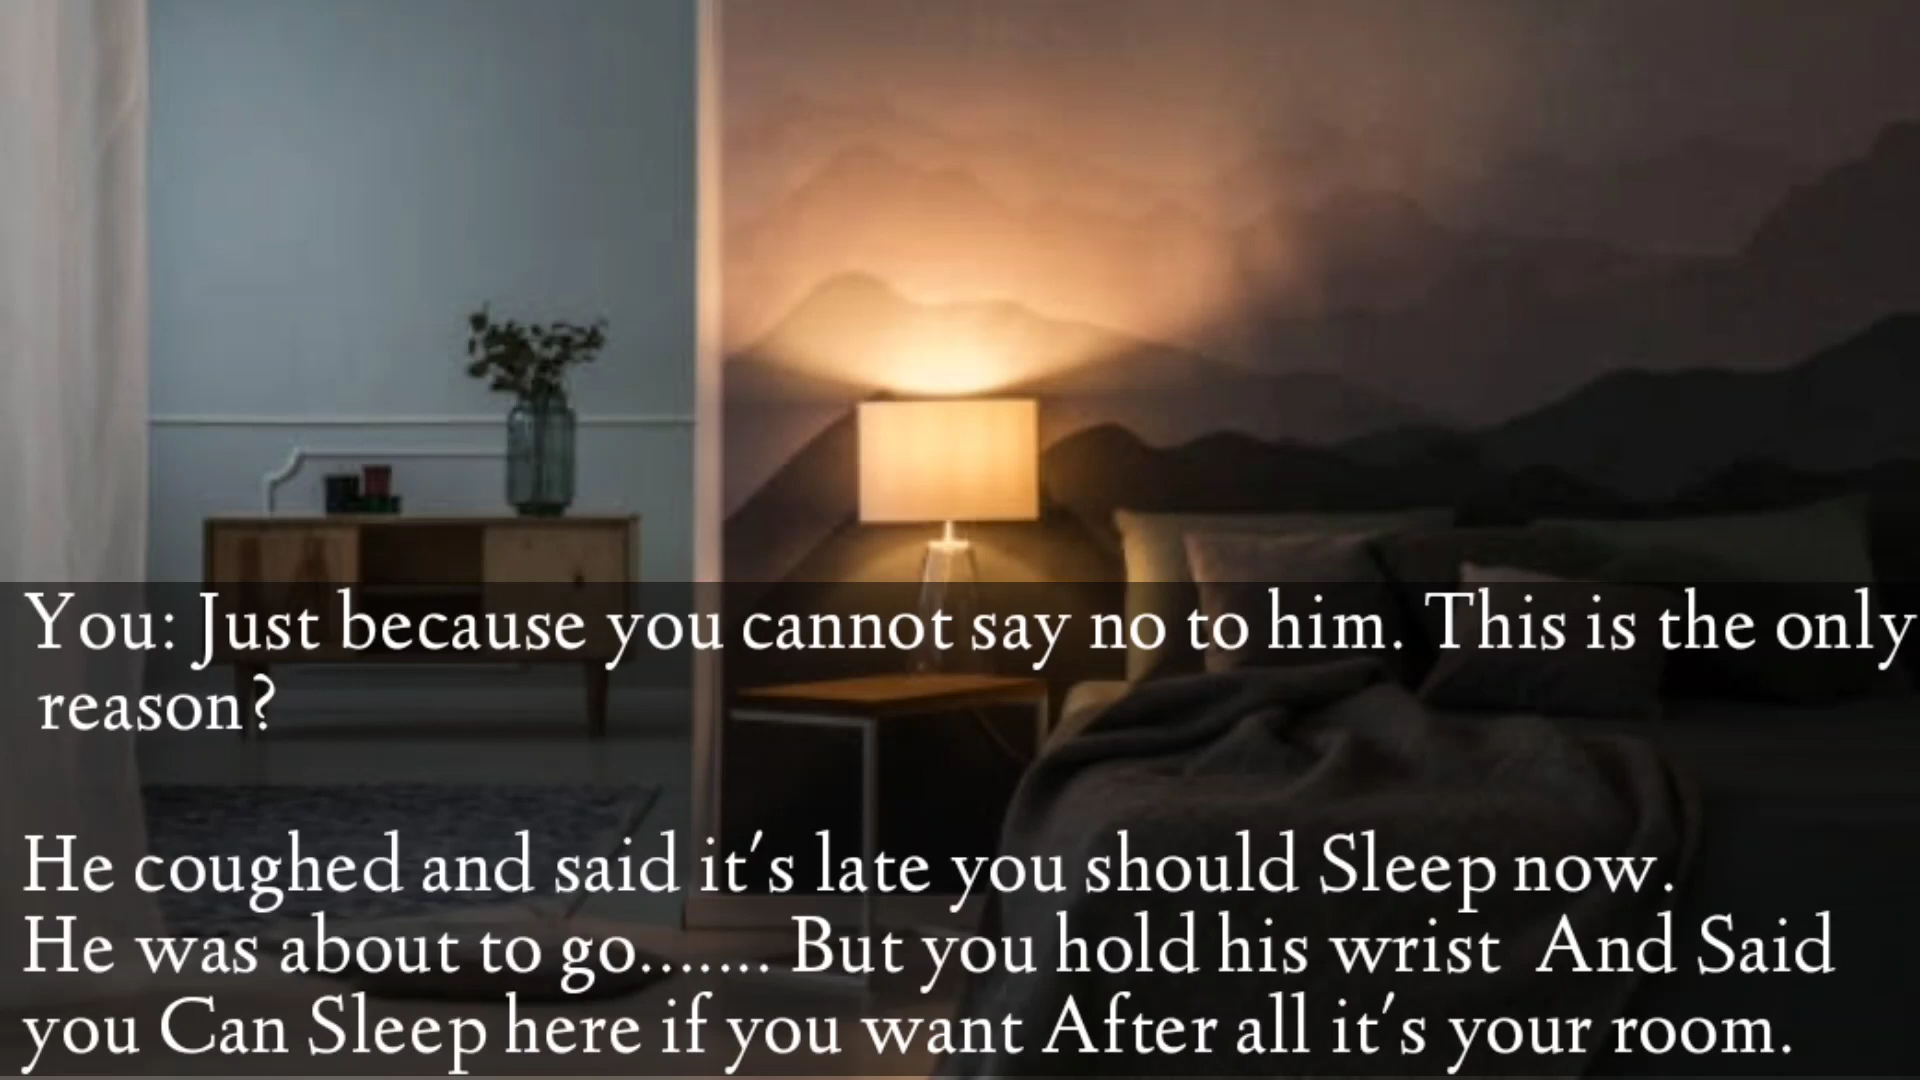 You: Just because you cannot say no to him. This is the only
reason?
He coughed and said it's late you should Sleep now.
He was about to go....... But you hold his wrist And Said
you Can Sleep here if you want After all it's your room.